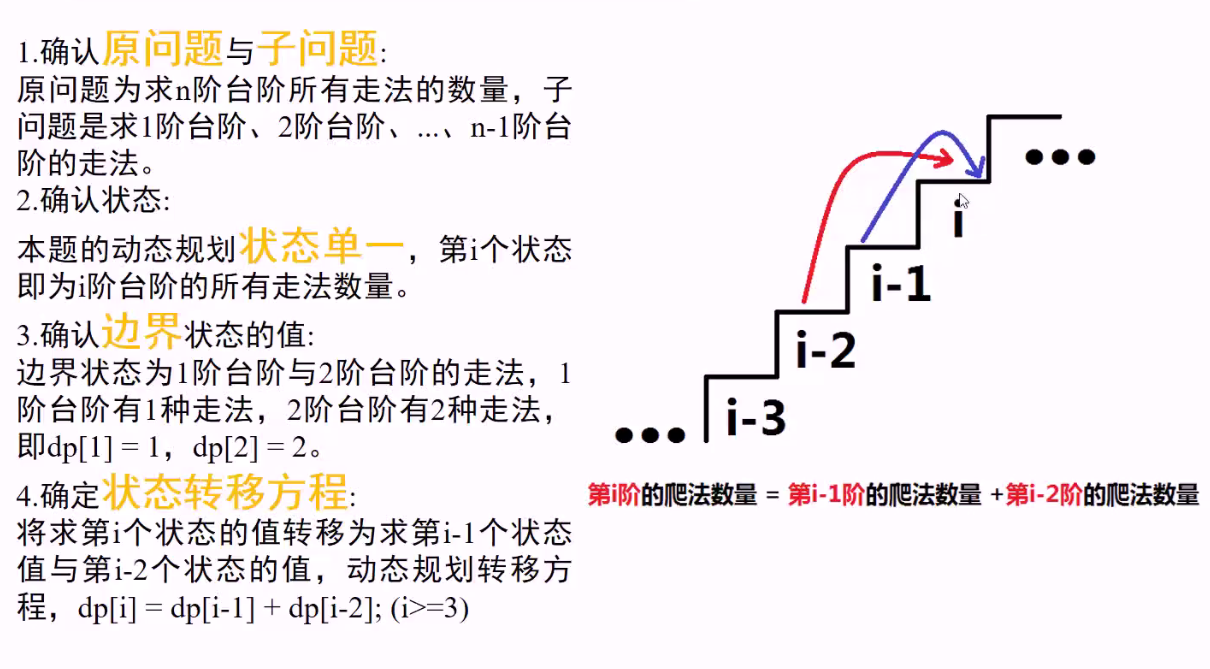 1.确认原问题与子问题:
原问题为求n阶台阶所有走法的数量，子
问题是求1阶台阶、2阶台阶、...、n-1阶台
阶的走法。
2.确认状态:
本题的动态规划状态单一，第i个状态
即为i阶台阶的所有走法数量。
3.确认边界状态的值:
边界状态为1阶台阶与2阶台阶的走法，1
阶台阶有1种走法，2阶台阶有2种走法，
即dp[1] = 1，dp[2] = 2。
4.确定状态转移方程:
将求第i个状态的值转移为求第i-1个状态
值与第i-2个状态的值，动态规划转移方
程，dp[i] = dp[i-1] + dp[i-2]; (i>=3)
•••
i
i-1
i-2
i-3
•••
第i阶的爬法数量 = 第i-1阶的爬法数量 +第i-2阶的爬法数量